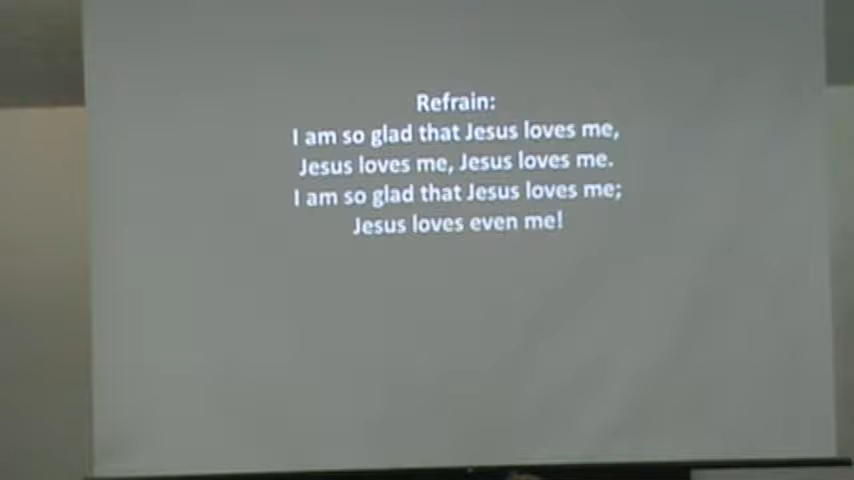 Refrain:
I am so glad that Jesus loves me,
Jesus loves me, Jesus loves me.
I am so glad that Jesus loves me;
Jesus loves even me!